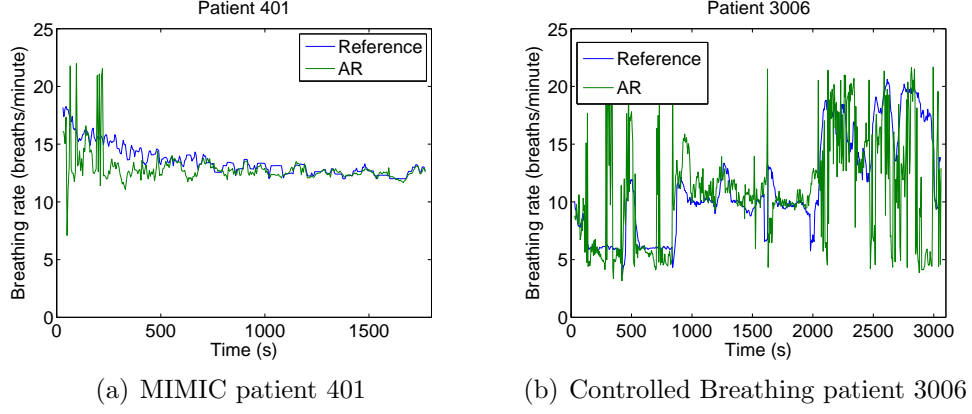 Patient 401
Breathing rate (breaths/minute)
25
20
15
10
5
0
Reference
AR
0 500 1000 1500
Time (s)
(a) MIMIC patient 401
Patient 3006
Breathing rate (breaths/minute)
25
20
15
10
5
0
Reference
AR
0 500 1000 1500 2000 2500 3000
Time (s)
(b) Controlled Breathing patient 3006